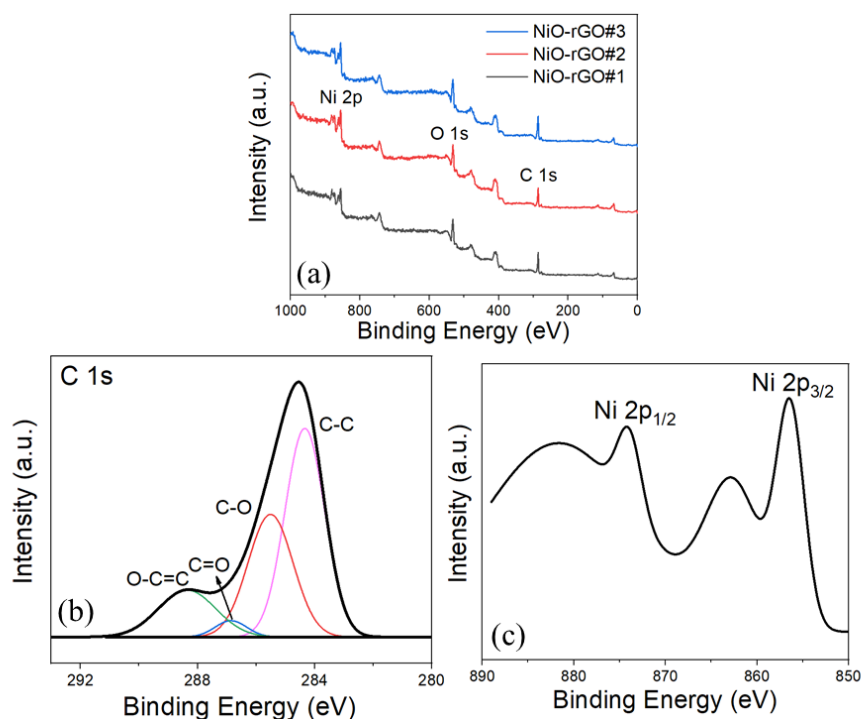 NiO-rGO#3
NiO-rGO#2
NiO-rGO#1
Ni 2p
O 1s
C 1s
Intensity (a.u.)
(a)
1000 800 600 400 200 0
Binding Energy (eV)
C 1s
C-C
C-O
C=O
O-C=C
Intensity (a.u.)
(b)
292 288 284 280
Binding Energy (eV)
Ni 2p3/2
Ni 2p1/2
Intensity (a.u.)
(c)
890 880 870 860 850
Binding Energy (eV)